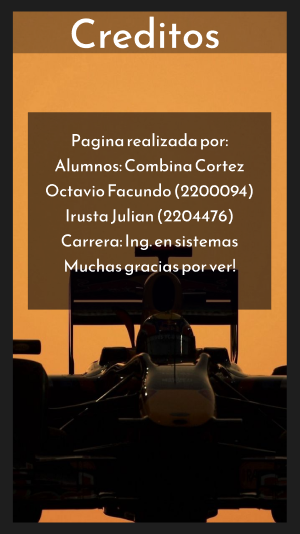 Creditos
Pagina realizada por:
Alumnos: Combina Cortez
Octavio Facundo (2200094)
Irusta Julian (2204476)
Carrera: Ing. en sistemas
Muchas gracias por ver!